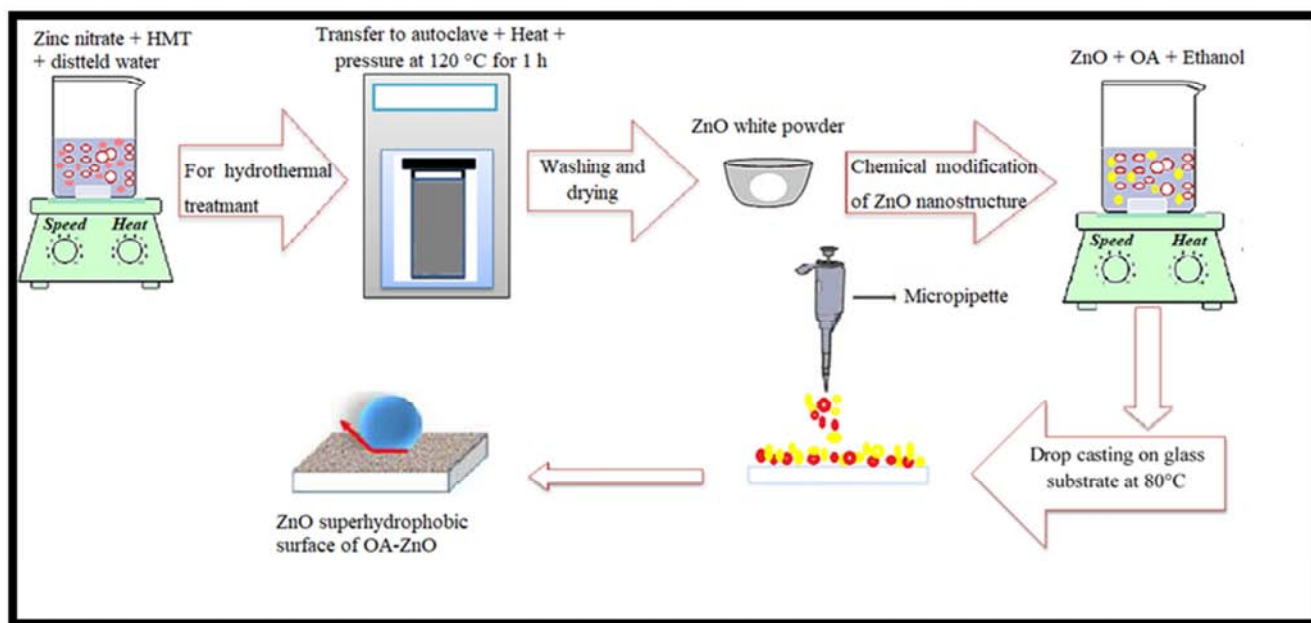 Zinc nitrate + HMT
+ distteld water
Transfer to autoclave + Heat +
pressure at 120 °C for 1 h
ZnO + OA + Ethanol
For hydrothermal
treatmant
Washing and
drying
ZnO white powder
Chemical modification
of ZnO nanostructure
Speed Heat
Speed Heat
Micropipette
Drop casting on glass
substrate at 80°C
ZnO superhydrophobic
surface of OA-ZnO